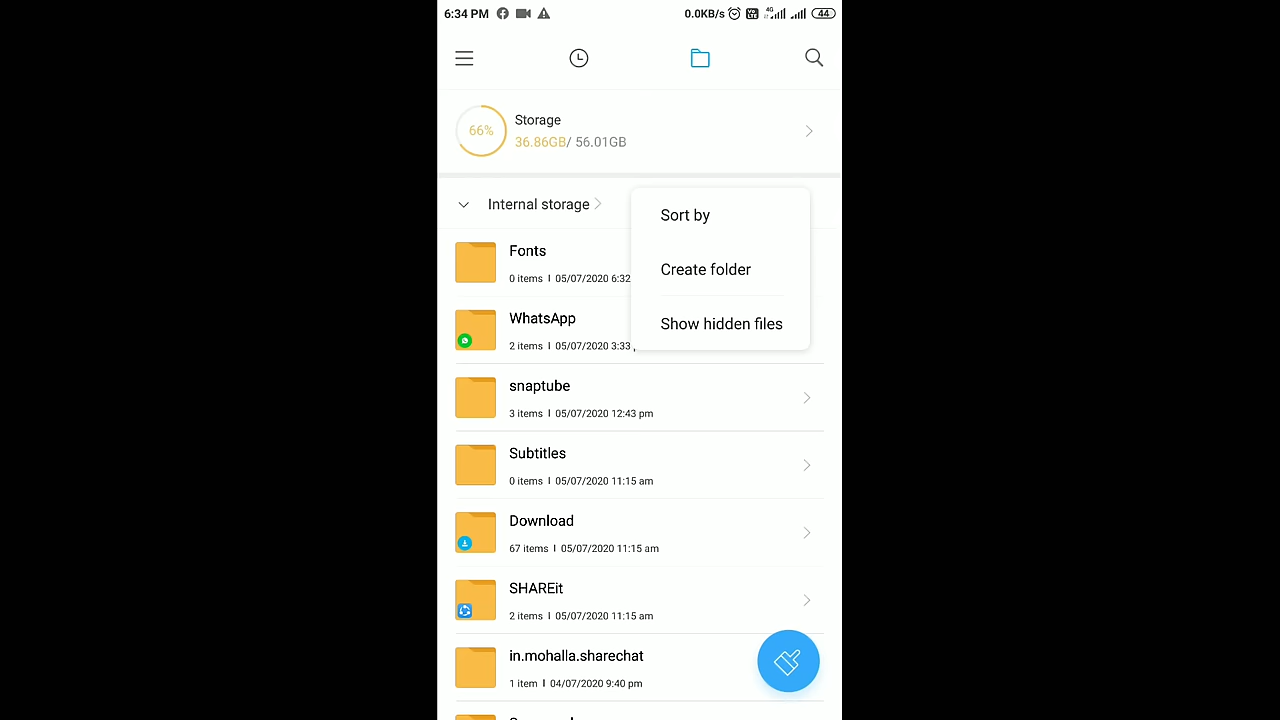 6:34 PM
0.0KB/s 4G 44
66%
Storage
36.86GB/ 56.01GB
Internal storage
Sort by
Create folder
Show hidden files
Fonts
0 items I 05/07/2020 6:32
WhatsApp
2 items I 05/07/2020 3:33
snaptube
3 items I 05/07/2020 12:43 pm
Subtitles
0 items I 05/07/2020 11:15 am
Download
67 items I 05/07/2020 11:15 am
SHAREit
2 items I 05/07/2020 11:15 am
in.mohalla.sharechat
1 item I 04/07/2020 9:40 pm